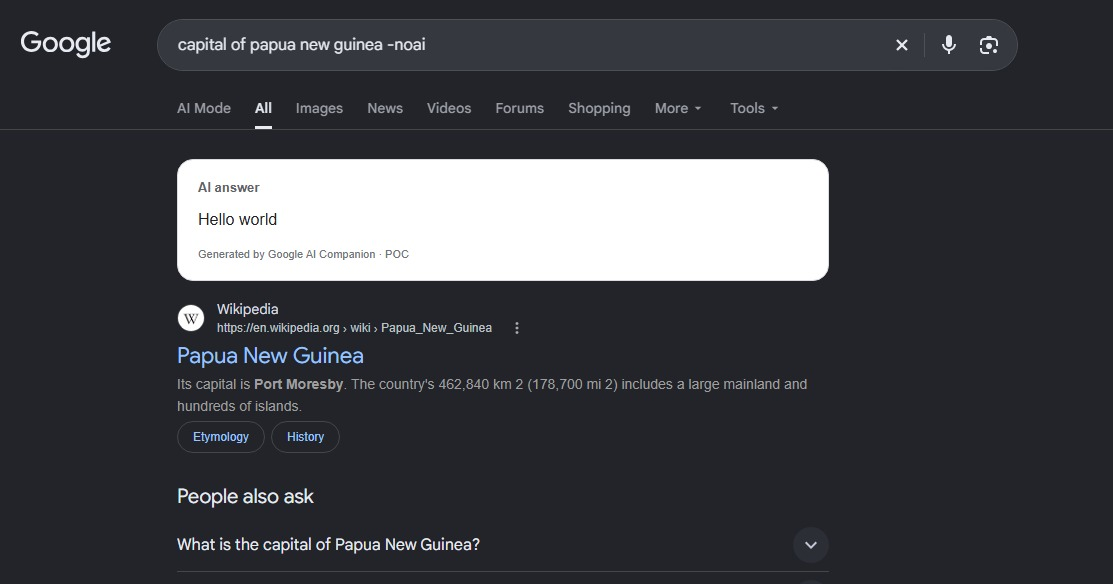 Google
capital of papua new guinea -noai
AI Mode All Images News Videos Forums Shopping More Tools
AI answer
Hello world
Generated by Google AI Companion · POC
W
Wikipedia
https://en.wikipedia.org › wiki › Papua_New_Guinea
Papua New Guinea
Its capital is Port Moresby. The country's 462,840 km 2 (178,700 mi 2) includes a large mainland and
hundreds of islands.
Etymology History
People also ask
What is the capital of Papua New Guinea?